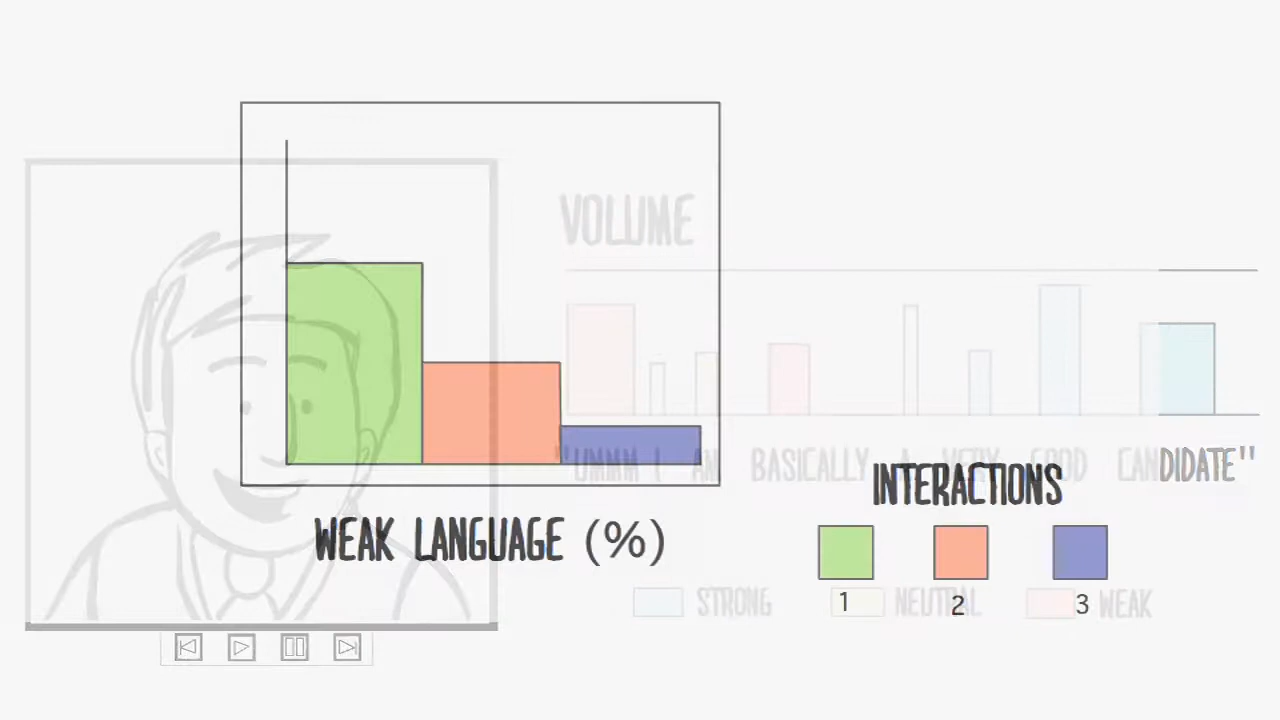 VOLUME
"UMMM I AM BASICALLY A VERY GOOD CANDIDATE"
INTERACTIONS
WEAK LANGUAGE (%)
STRONG NEUTRAL WEAK
1 2 3